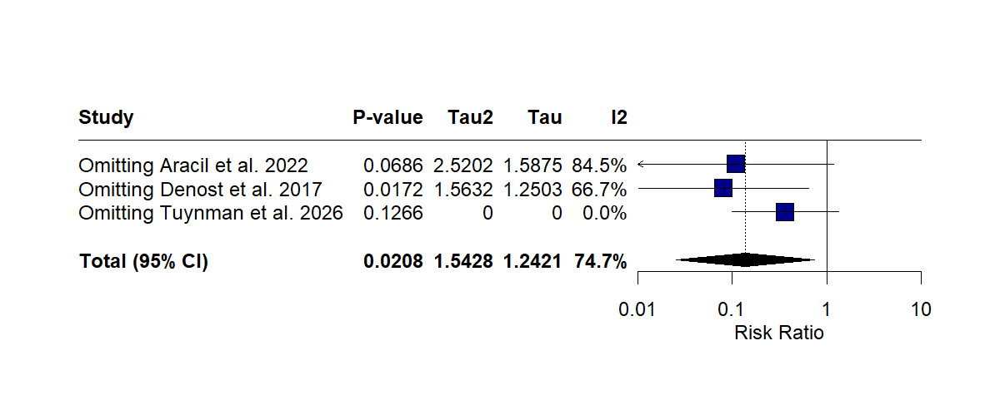 Study P-value Tau2 Tau I2
Omitting Aracil et al. 2022 0.0686 2.5202 1.5875 84.5%
Omitting Denost et al. 2017 0.0172 1.5632 1.2503 66.7%
Omitting Tuynman et al. 2026 0.1266 0 0 0.0%
Total (95% CI) 0.0208 1.5428 1.2421 74.7%
0.01 0.1 1 10
Risk Ratio